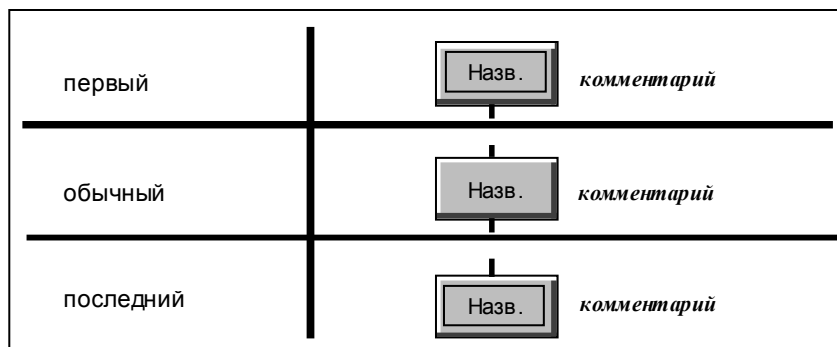 первый Назв. комментарий
обычный Назв. комментарий
последний Назв. комментарий